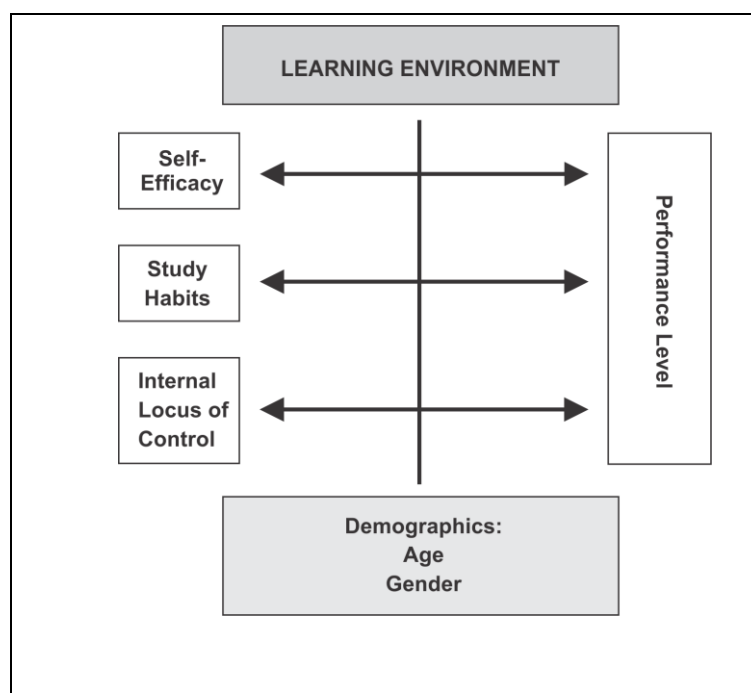 LEARNING ENVIRONMENT
Self-
Efficacy
Study
Habits
Internal
Locus of
Control
Performance Level
Demographics:
Age
Gender